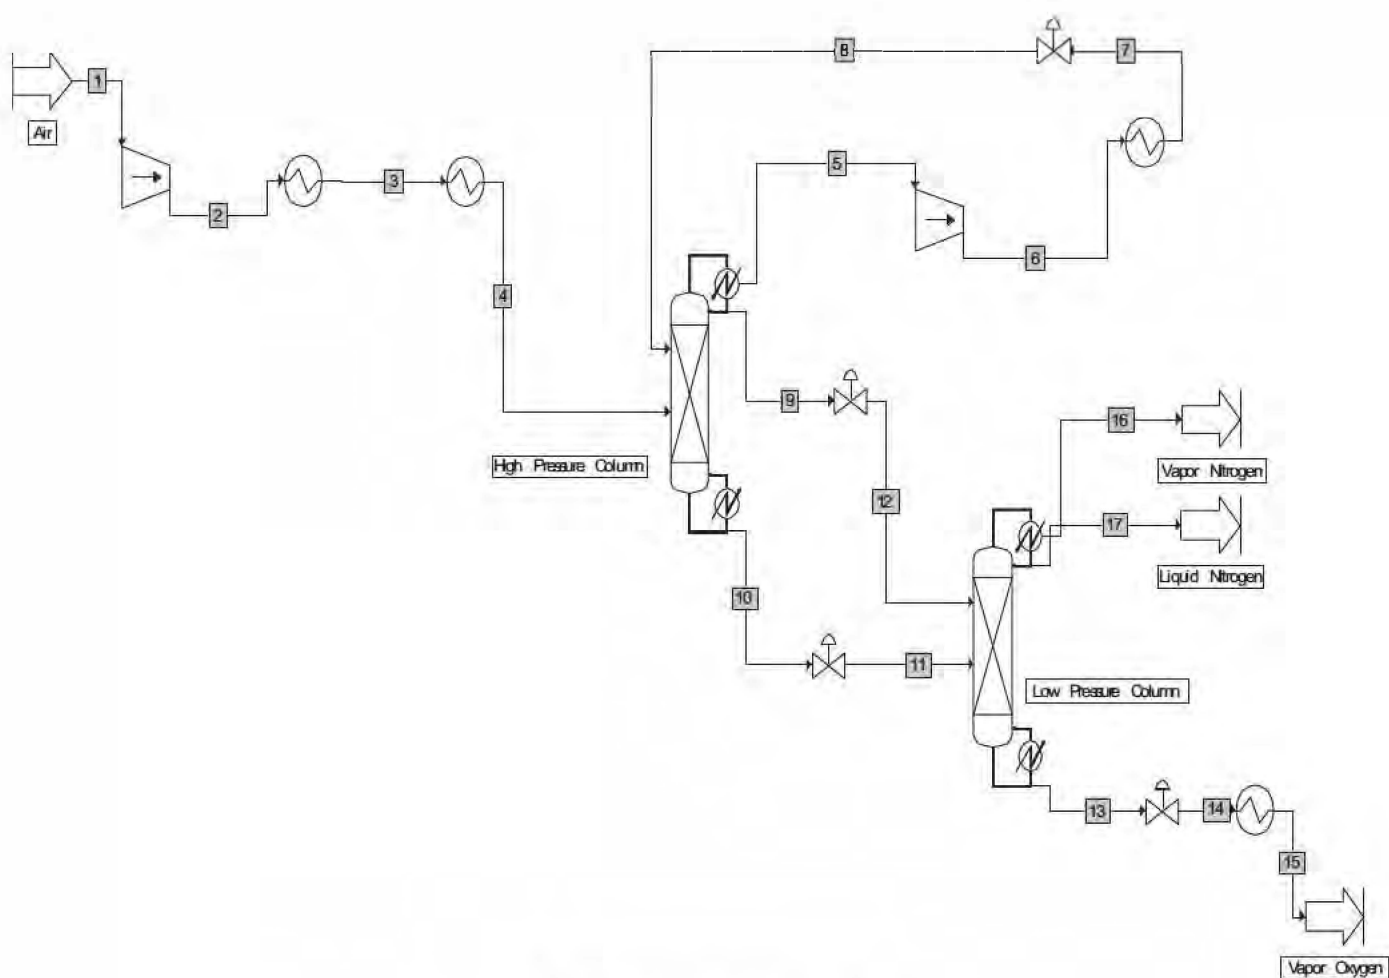 8
7
1
Air
5
2
3
6
4
9
16
High Pressure Column
Vapor Nitrogen
12
17
Liquid Nitrogen
10
11
Low Pressure Column
13
14
15
Vapor Oxygen